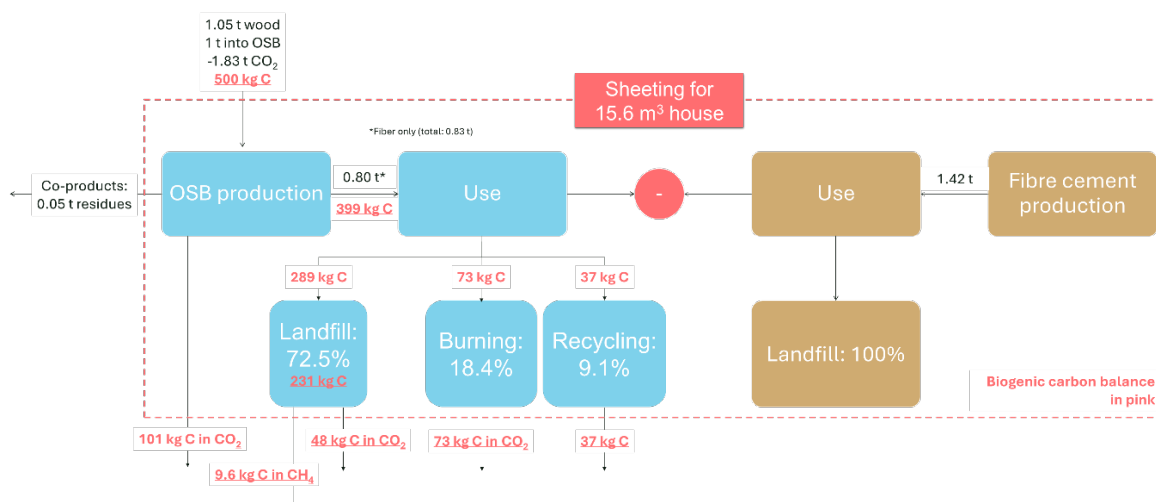 1.05 t wood
1 t into OSB
-1.83 t CO₂
500 kg C
Sheeting for
15.6 m³ house
*Fiber only (total: 0.83 t)
Co-products:
0.05 t residues
OSB production
0.80 t*
399 kg C
Use
-
Use
1.42 t
Fibre cement
production
289 kg C
73 kg C
37 kg C
Landfill:
72.5%
231 kg C
Burning:
18.4%
Recycling:
9.1%
Landfill: 100%
Biogenic carbon balance
in pink
101 kg C in CO₂
48 kg C in CO₂
73 kg C in CO₂
37 kg C
9.6 kg C in CH₄